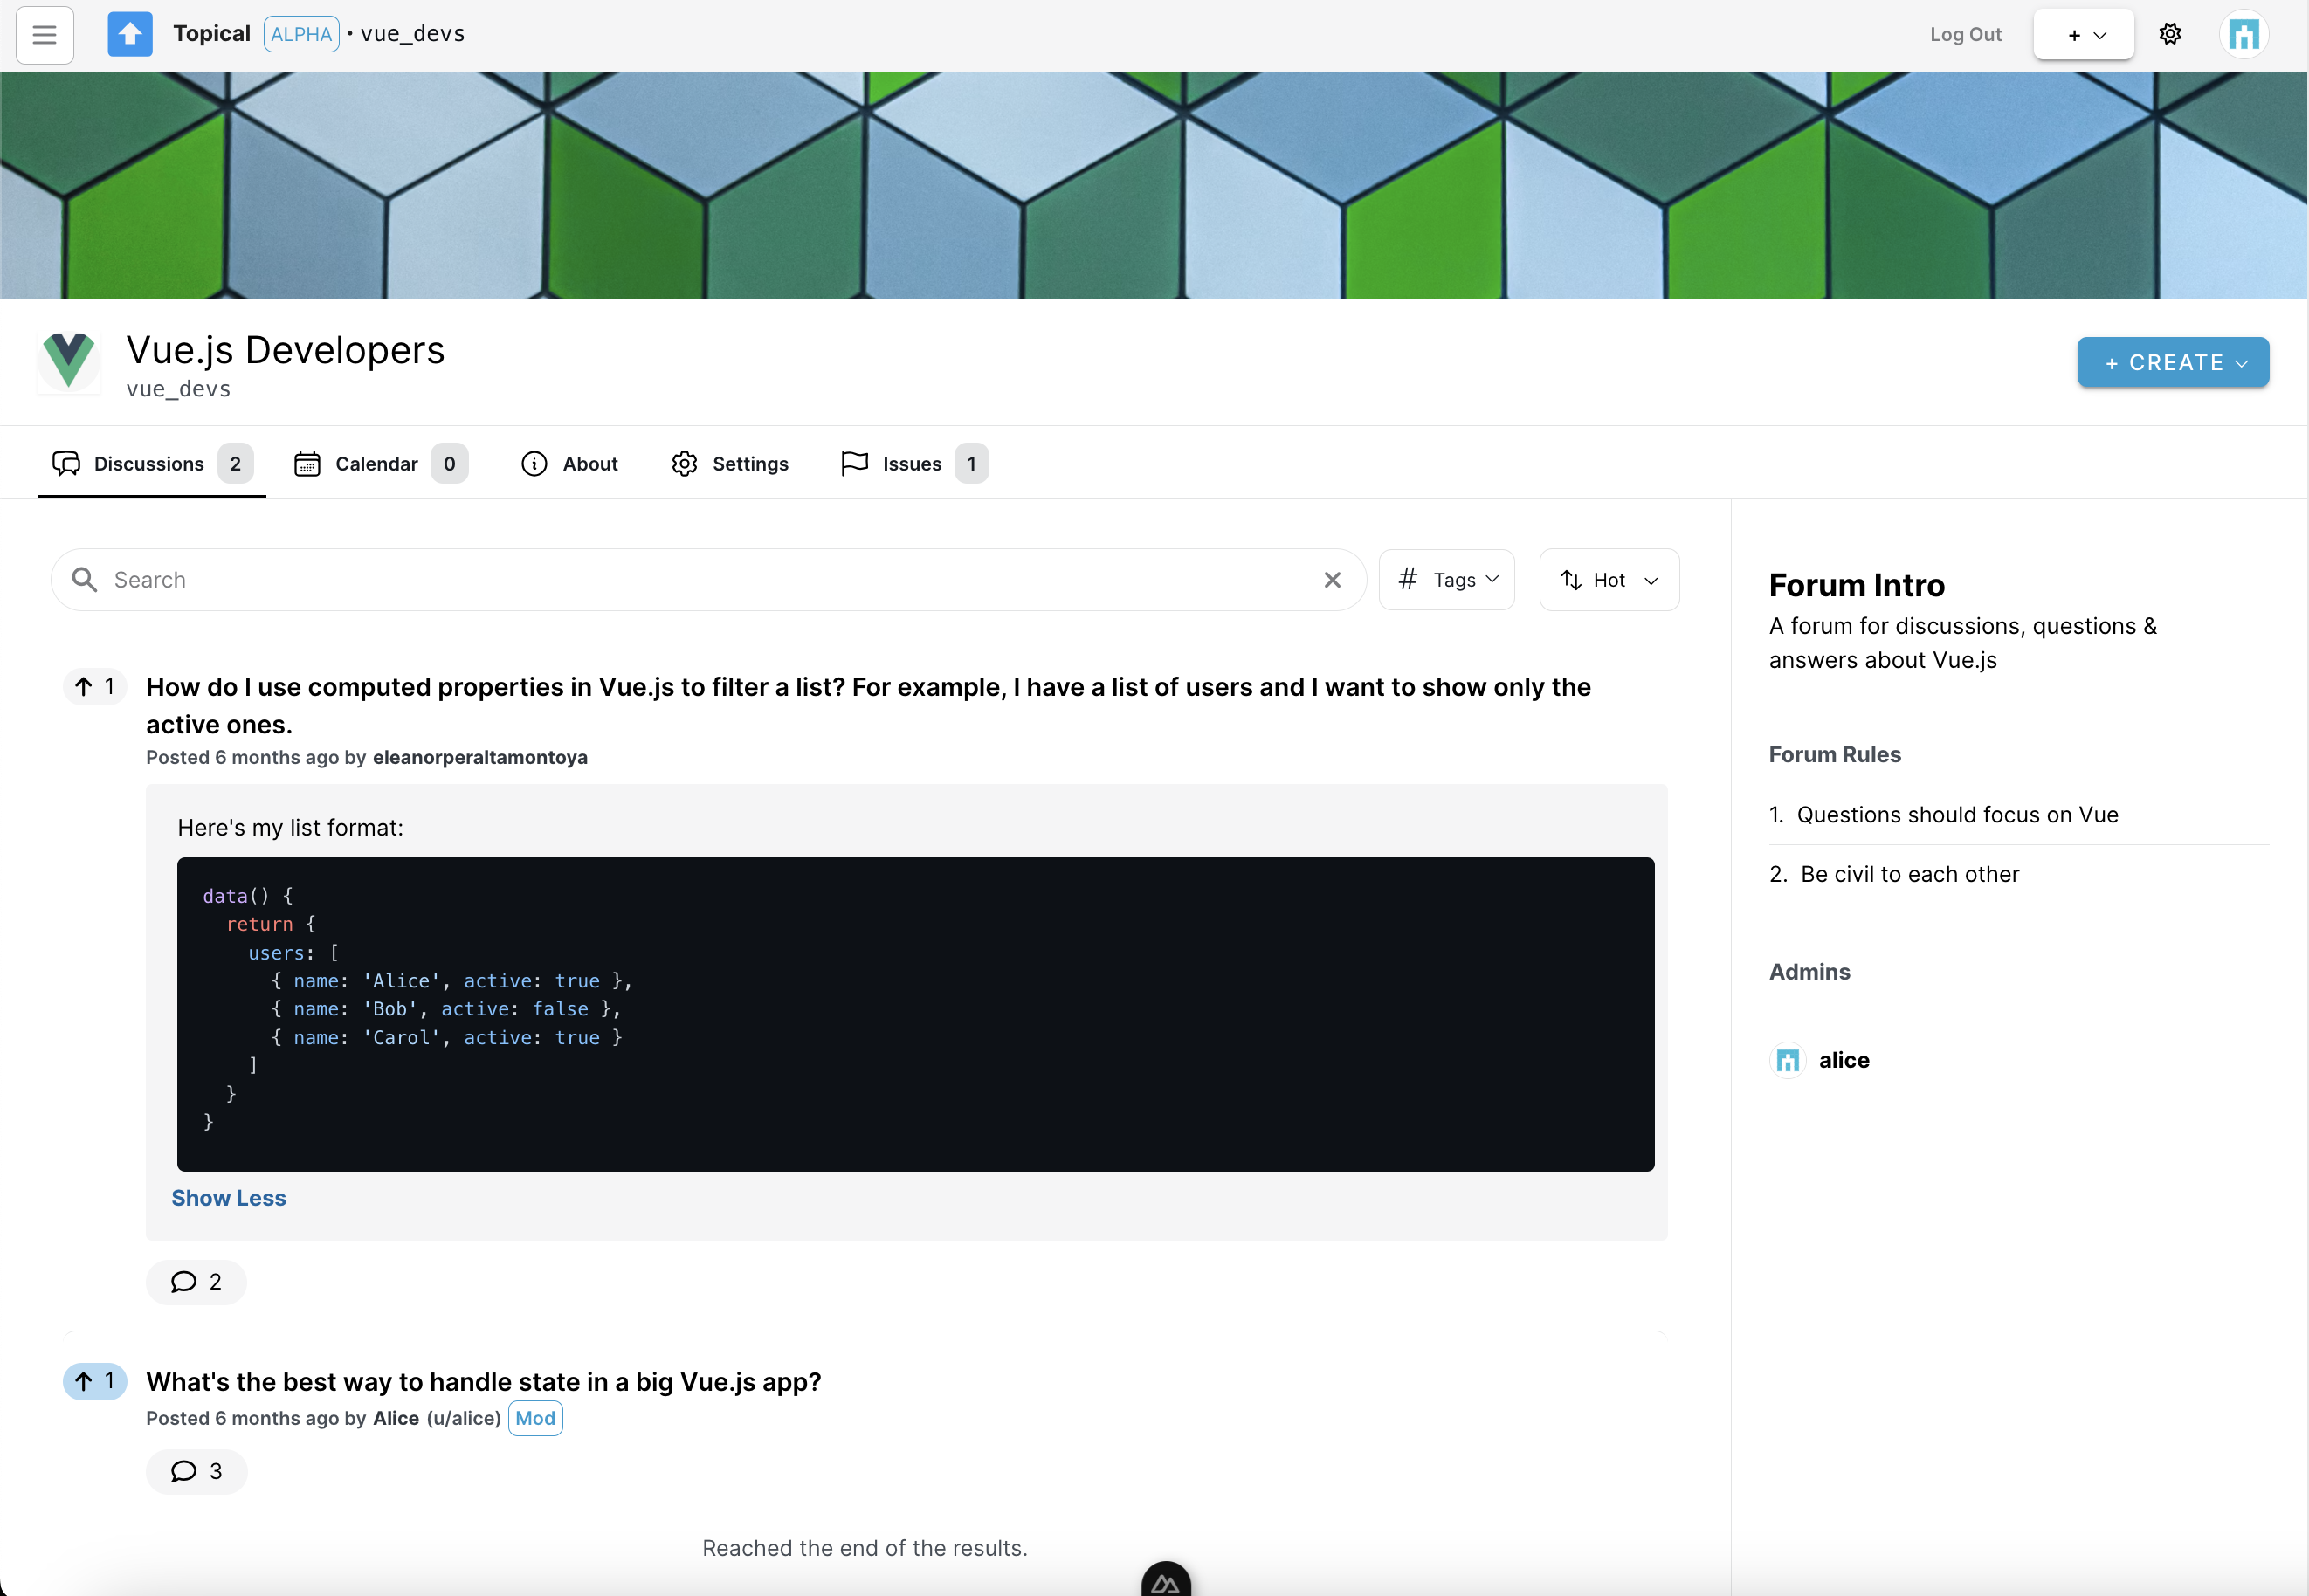 Topical ALPHA • vue_devs
Log Out
+
Vue.js Developers
vue_devs
+ CREATE
Discussions 2
Calendar 0
About
Settings
Issues 1
Search
# Tags
Hot
1
How do I use computed properties in Vue.js to filter a list? For example, I have a list of users and I want to show only the
active ones.
Posted 6 months ago by eleanorperaltamontoya
Here's my list format:
data() {
  return {
    users: [
      { name: 'Alice', active: true },
      { name: 'Bob', active: false },
      { name: 'Carol', active: true }
    ]
  }
}
Show Less
2
1
What's the best way to handle state in a big Vue.js app?
Posted 6 months ago by Alice (u/alice) Mod
3
Reached the end of the results.
Forum Intro
A forum for discussions, questions &
answers about Vue.js
Forum Rules
1. Questions should focus on Vue
2. Be civil to each other
Admins
alice